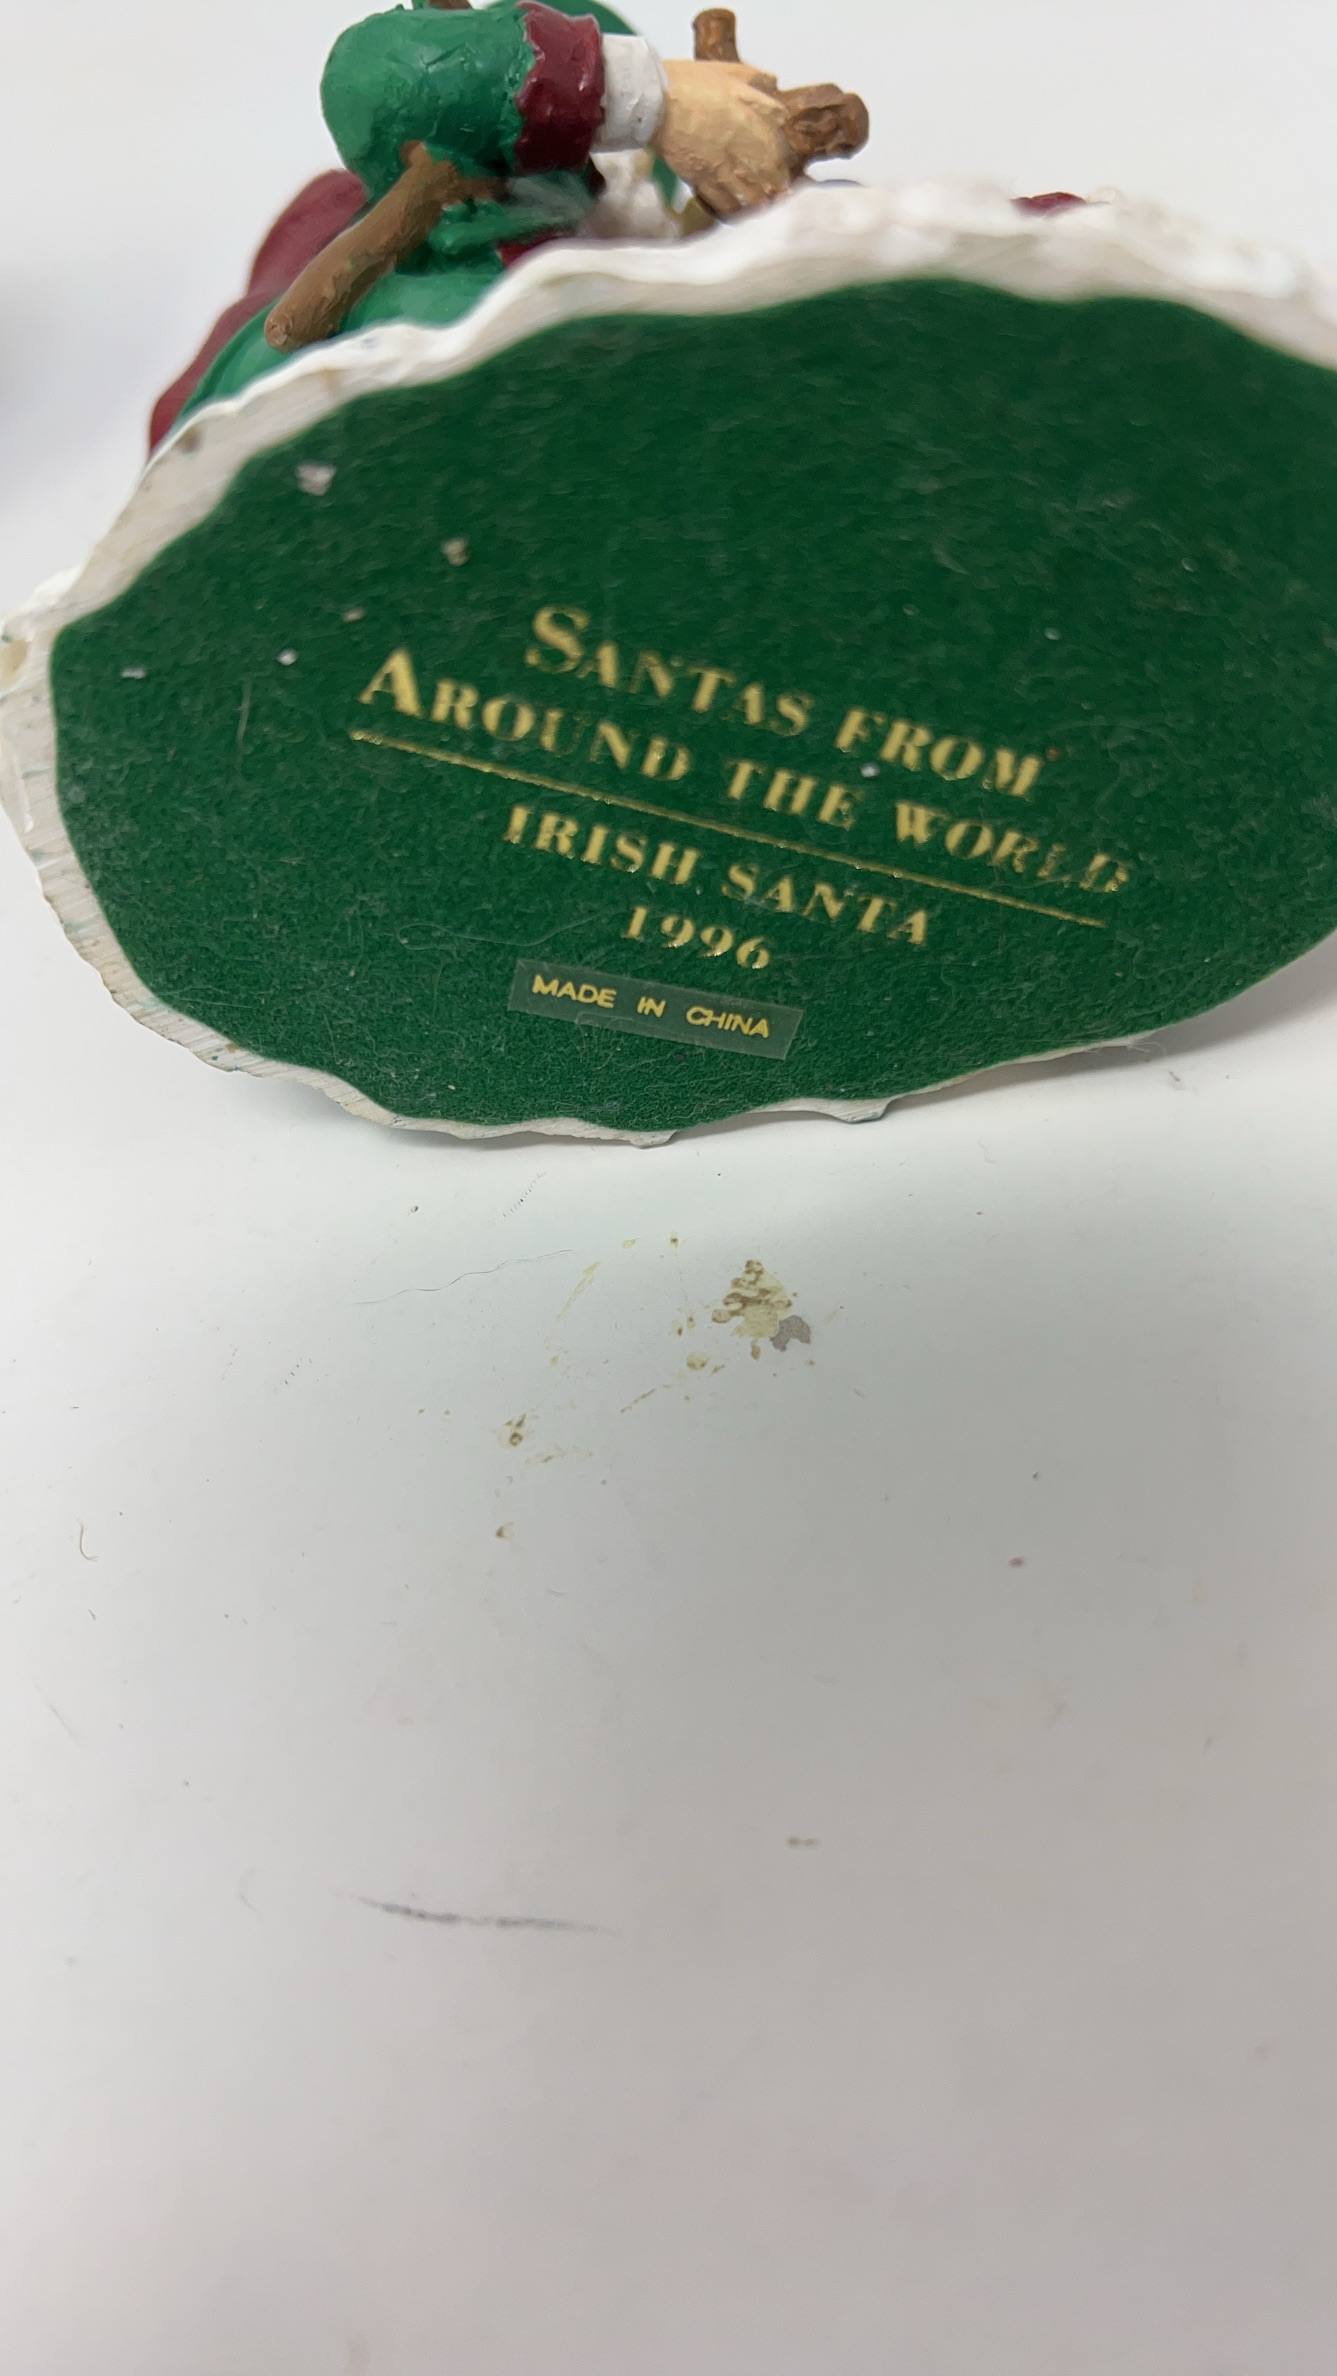 SANTAS FROM
AROUND THE WORLD
IRISH SANTA
1996
MADE IN CHINA